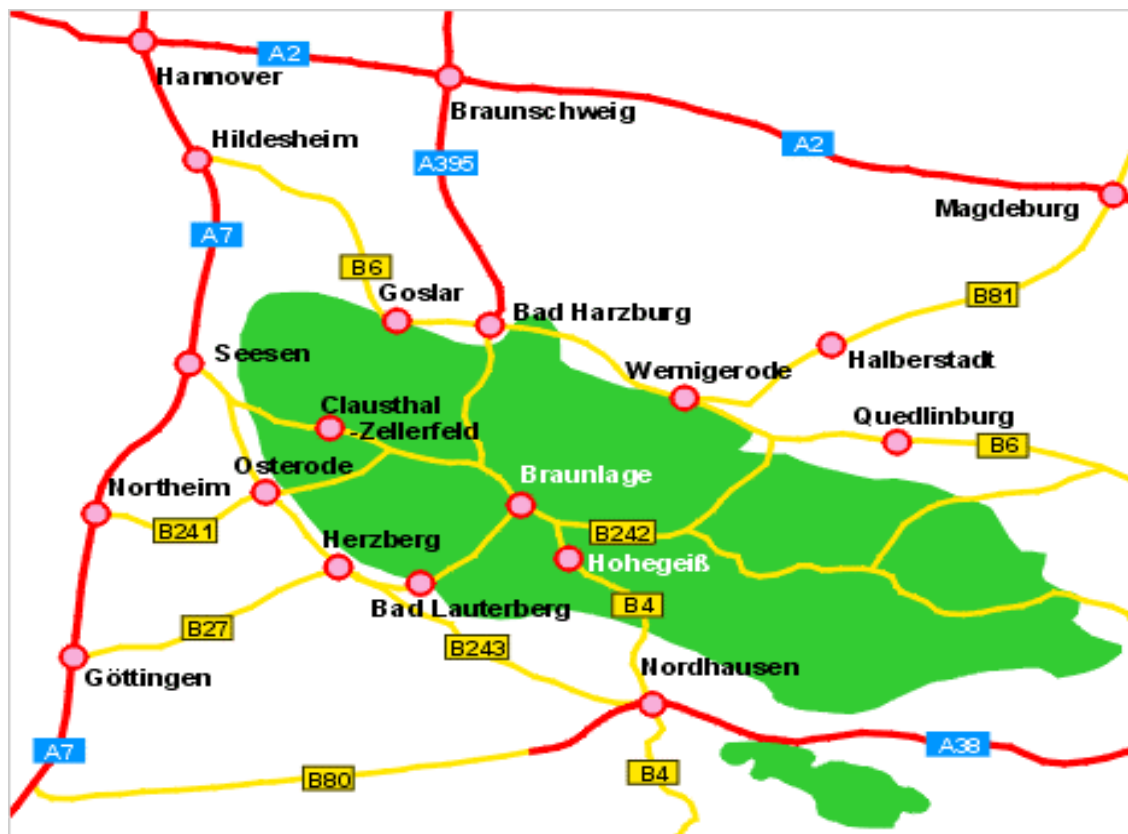 A2
Hannover
Braunschweig
Hildesheim
A2
A395
Magdeburg
A7
B6
Goslar
B81
Bad Harzburg
Seesen
Halberstadt
Wernigerode
Clausthal
-Zellerfeld
Quedlinburg
B6
Osterode
Braunlage
Northeim
B241
B242
Herzberg
Hohegeiß
Bad Lauterberg
B4
B27
B243
Göttingen
Nordhausen
A7
A38
B80
B4